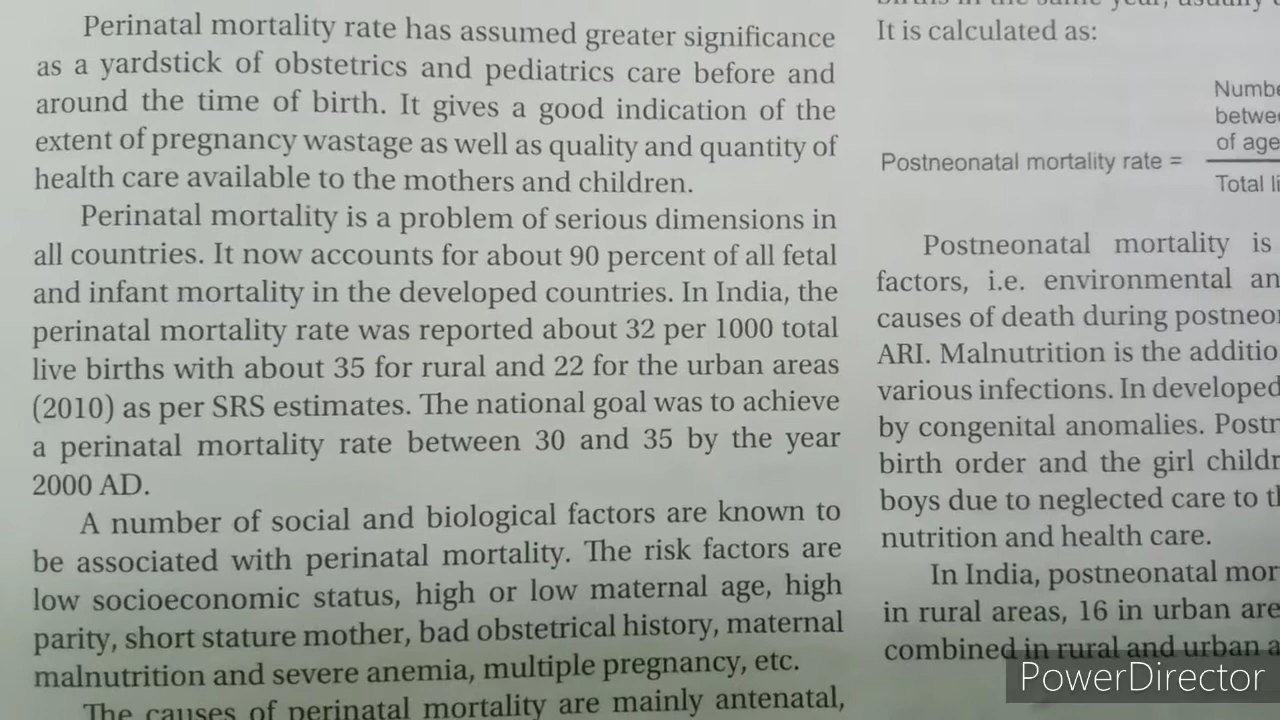 Perinatal mortality rate has assumed greater significance
as a yardstick of obstetrics and pediatrics care before and
around the time of birth. It gives a good indication of the
extent of pregnancy wastage as well as quality and quantity of
health care available to the mothers and children.
Perinatal mortality is a problem of serious dimensions in
all countries. It now accounts for about 90 percent of all fetal
and infant mortality in the developed countries. In India, the
perinatal mortality rate was reported about 32 per 1000 total
live births with about 35 for rural and 22 for the urban areas
(2010) as per SRS estimates. The national goal was to achieve
a perinatal mortality rate between 30 and 35 by the year
2000 AD.
A number of social and biological factors are known to
be associated with perinatal mortality. The risk factors are
low socioeconomic status, high or low maternal age, high
parity, short stature mother, bad obstetrical history, maternal
malnutrition and severe anemia, multiple pregnancy, etc.
The causes of perinatal mortality are mainly antenatal,
It is calculated as:
Numbe
betwee
of age
Postneonatal mortality rate =
Total li
Postneonatal mortality is
factors, i.e. environmental an
causes of death during postneo
ARI. Malnutrition is the additio
various infections. In developed
by congenital anomalies. Postn
birth order and the girl childr
boys due to neglected care to t
nutrition and health care.
In India, postneonatal mor
in rural areas, 16 in urban are
combined in rural and urban a
PowerDirector